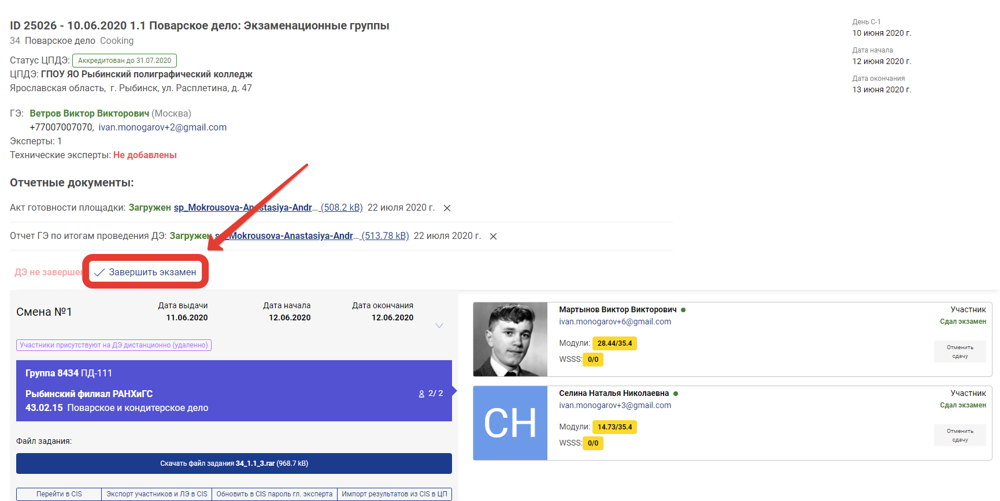 ID 25026 - 10.06.2020 1.1 Поварское дело: Экзаменационные группы
34 Поварское дело Cooking
Статус ЦПДЭ: Аккредитован до 31.07.2020
ЦПДЭ: ГПОУ ЯО Рыбинский полиграфический колледж
Ярославская область, г. Рыбинск, ул. Расплетина, д. 47
День С-1
10 июня 2020 г.
Дата начала
12 июня 2020 г.
Дата окончания
13 июня 2020 г.
ГЭ: Ветров Виктор Викторович (Москва)
+77007007070, ivan.monogarov+2@gmail.com
Эксперты: 1
Технические эксперты: Не добавлены
Отчетные документы:
Акт готовности площадки: Загружен sp_Mokrousova-Anastasiya-Andr... (508.2 kB) 22 июля 2020 г.
Отчет ГЭ по итогам проведения ДЭ: Загружен sp_Mokrousova-Anastasiya-Andr... (513.78 kB) 22 июля 2020 г.
ДЭ не завершен Завершить экзамен
Смена №1
Дата выдачи
11.06.2020
Дата начала
12.06.2020
Дата окончания
12.06.2020
Участники присутствуют на ДЭ дистанционно (удаленно)
Группа 8434 ПД-111
Рыбинский филиал РАНХиГС
2/ 2
43.02.15 Поварское и кондитерское дело
Файл задания:
Скачать файл задания 34_1.1_3.rar (968.7 kB)
Перейти в CIS
Экспорт участников и ЛЭ в CIS
Обновить в CIS пароль гл. эксперта
Импорт результатов из CIS в ЦП
Мартынов Виктор Викторович
ivan.monogarov+6@gmail.com
Модули: 28.44/35.4
WSSS: 0/0
Участник
Сдал экзамен
Отменить
сдачу
СН
Селина Наталья Николаевна
ivan.monogarov+3@gmail.com
Модули: 14.73/35.4
WSSS: 0/0
Участник
Сдал экзамен
Отменить
сдачу